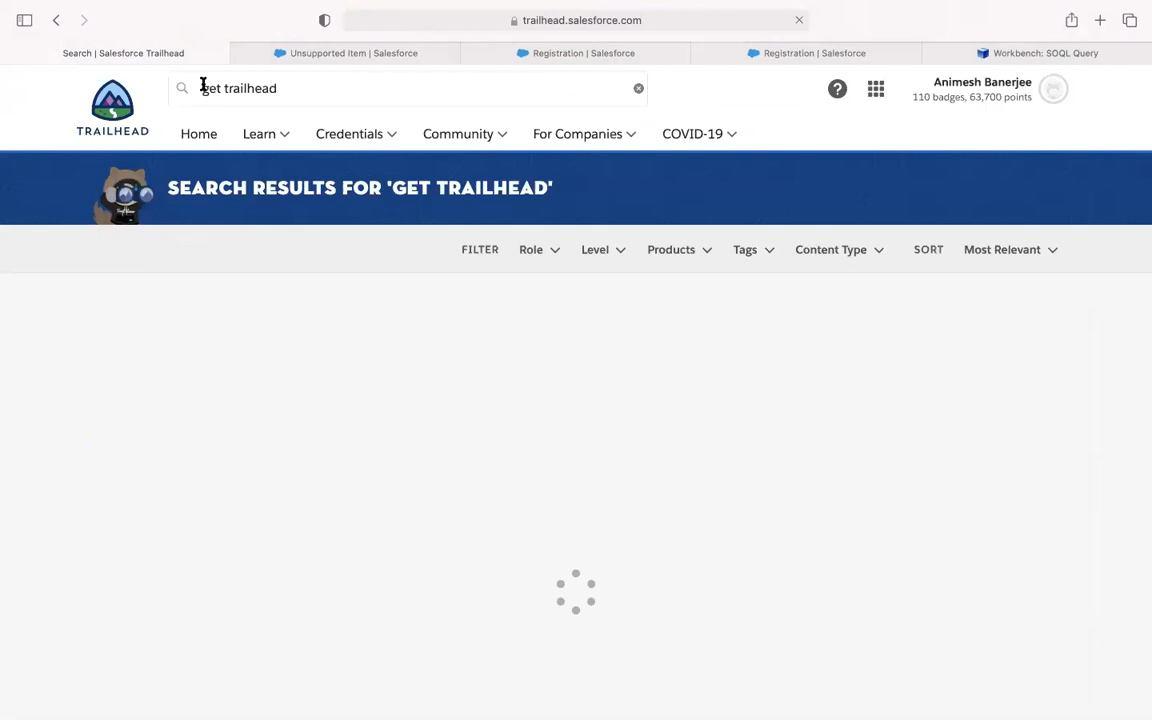 trailhead.salesforce.com
Search | Salesforce Trailhead
Unsupported Item | Salesforce
Registration | Salesforce
Registration | Salesforce
Workbench: SOQL Query
TRAILHEAD
get trailhead
Animesh Banerjee
110 badges, 63,700 points
Home
Learn
Credentials
Community
For Companies
COVID-19
SEARCH RESULTS FOR 'GET TRAILHEAD'
FILTER
Role
Level
Products
Tags
Content Type
SORT
Most Relevant